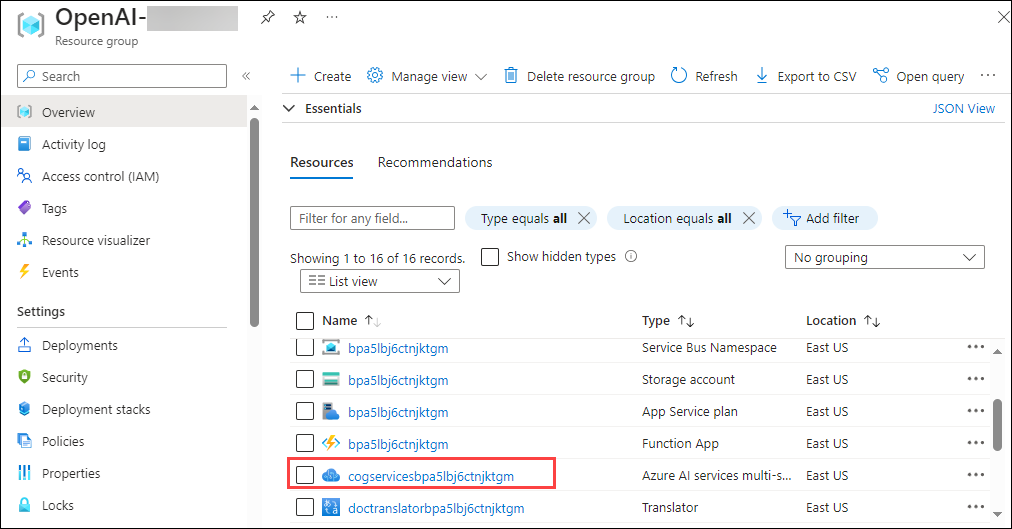 OpenAI-
Resource group
Search
Overview
Activity log
Access control (IAM)
Tags
Resource visualizer
Events
Settings
Deployments
Security
Deployment stacks
Policies
Properties
Locks
Create Manage view Delete resource group Refresh Export to CSV Open query
Essentials JSON View
Resources Recommendations
Filter for any field... Type equals all Location equals all Add filter
Showing 1 to 16 of 16 records. Show hidden types No grouping
List view
Name Type Location
bpa5lbj6ctnjktgm Service Bus Namespace East US
bpa5lbj6ctnjktgm Storage account East US
bpa5lbj6ctnjktgm App Service plan East US
bpa5lbj6ctnjktgm Function App East US
cogservicesbpa5lbj6ctnjktgm Azure AI services multi-s... East US
doctranslatorbpa5lbj6ctnjktgm Translator East US